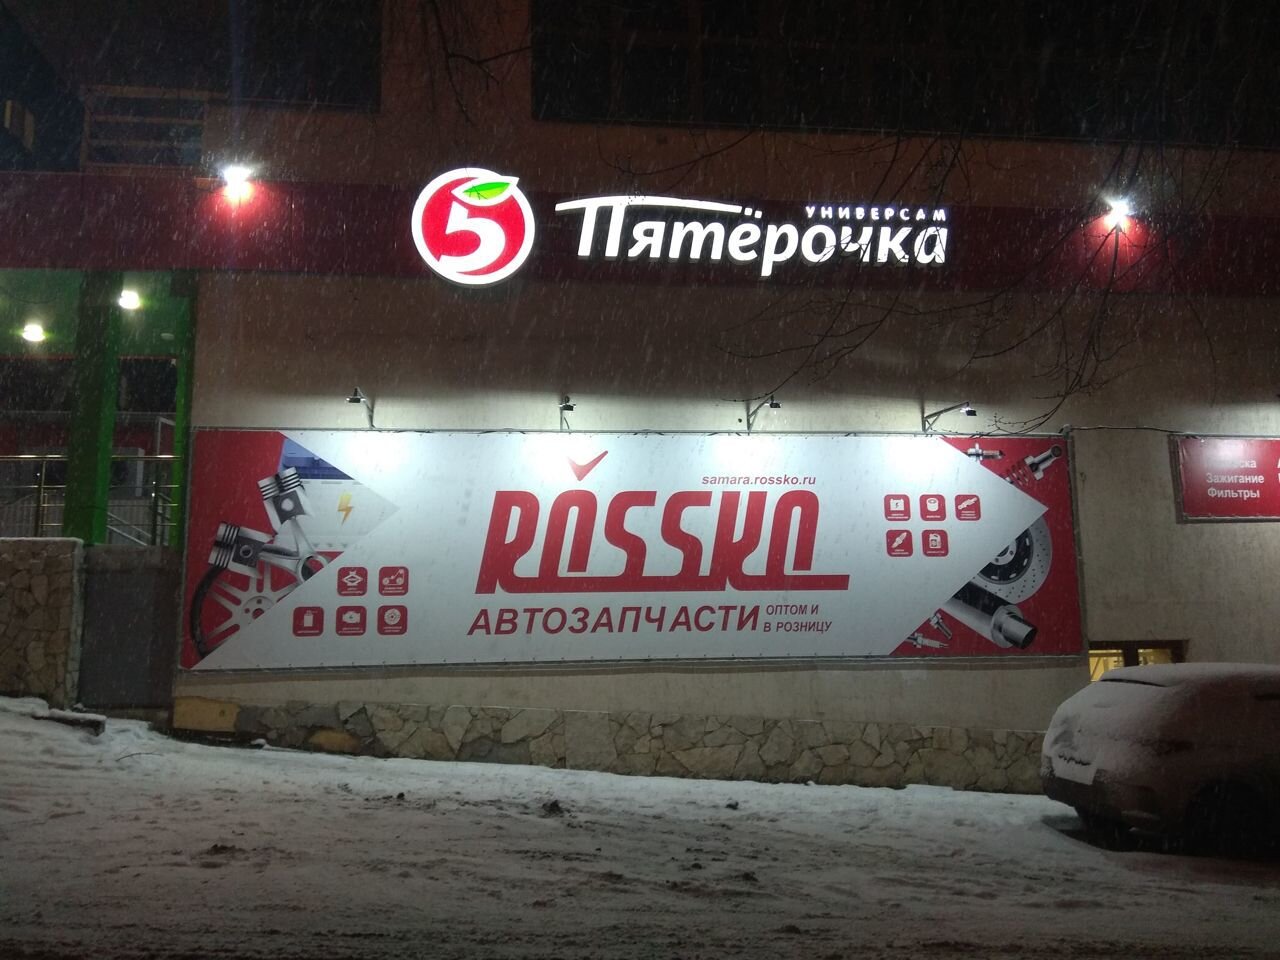 5
УНИВЕРСАМ
Пятёрочка
samara.rossko.ru
ROSSKO
АВТОЗАПЧАСТИ
ОПТОМ И
В РОЗНИЦУ
Зажигание
Фильтры